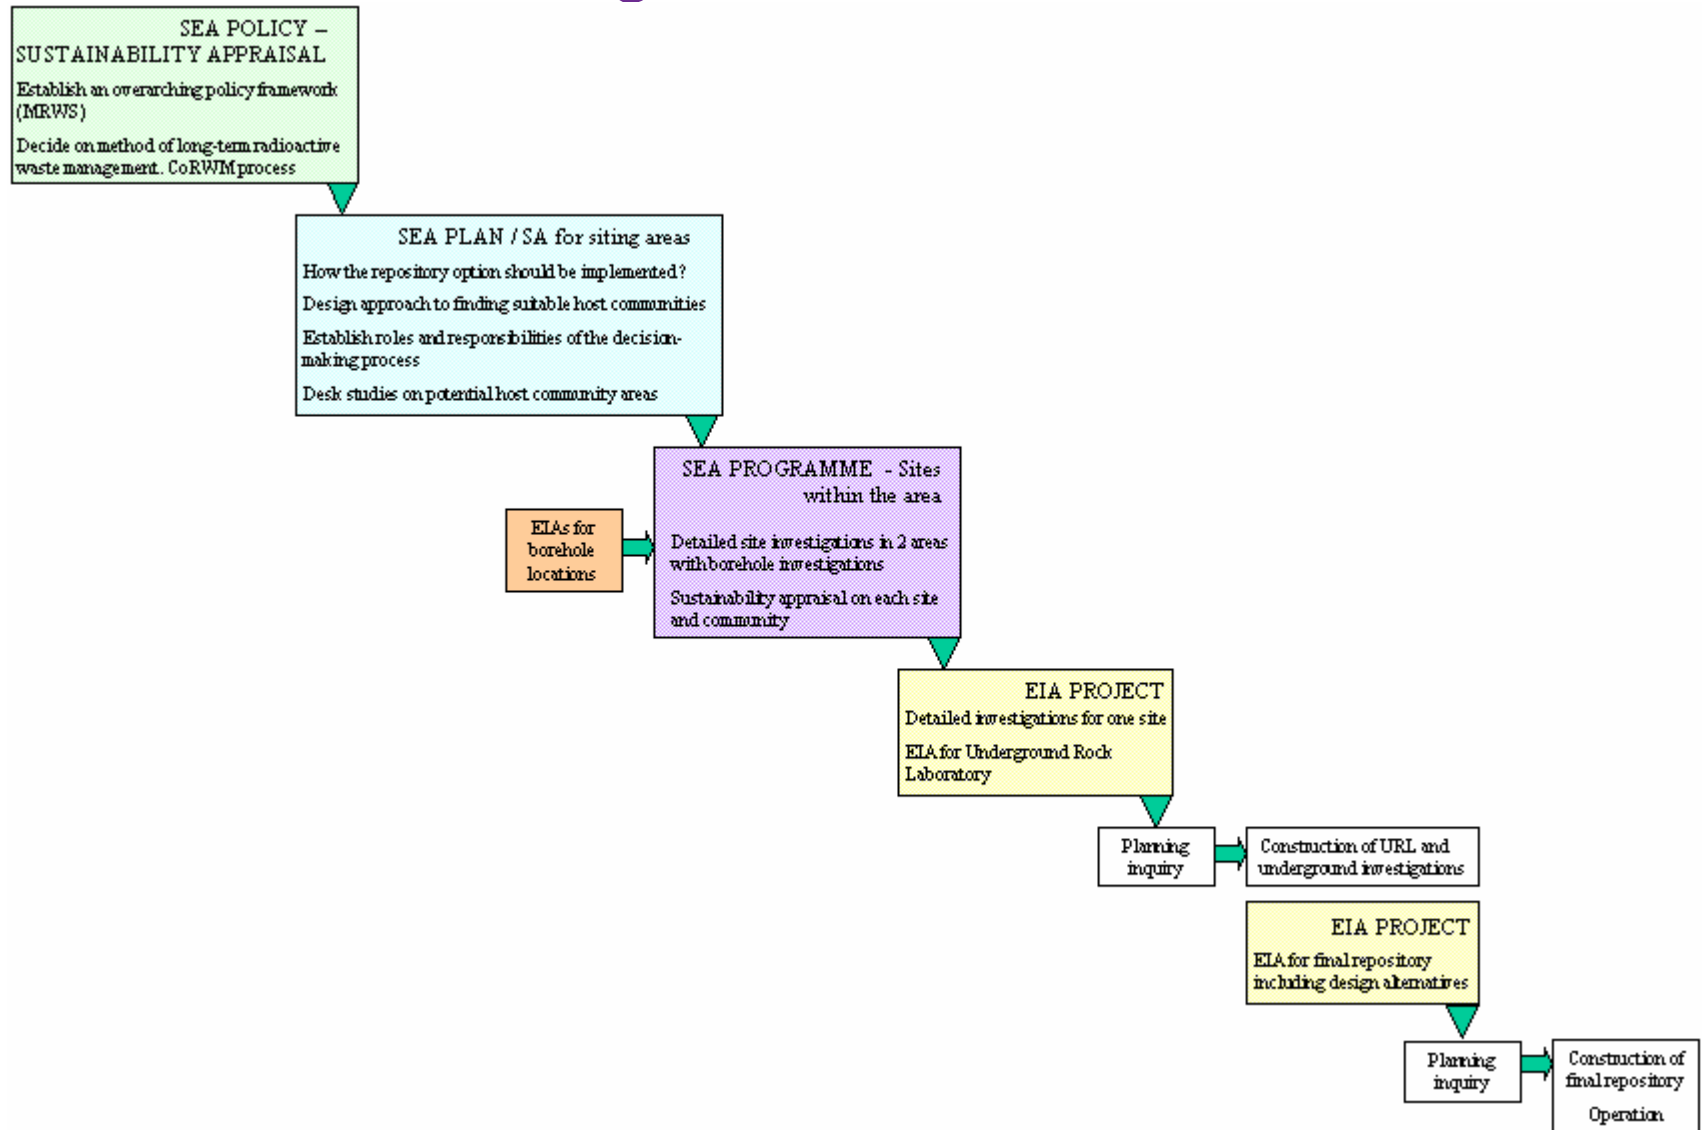 SEA POLICY –
SUSTAINABILITY APPRAISAL
Establish an overarching policy framework
(MRWS)
Decide on method of long-term radioactive
waste management. CoRWM process
SEA PLAN / SA for siting areas
How the repository option should be implemented?
Design approach to finding suitable host communities
Establish roles and responsibilities of the decision-
making process
Desk studies on potential host community areas
SEA PROGRAMME - Sites
within the area
EIAs for
borehole
locations
Detailed site investigations in 2 areas
with borehole investigations
Sustainability appraisal on each site
and community
EIA PROJECT
Detailed investigations for one site
EIA for Underground Rock
Laboratory
Planning
inquiry
Construction of URL and
underground investigations
EIA PROJECT
EIA for final repository
including design alternatives
Planning
inquiry
Construction of
final repository
Operation